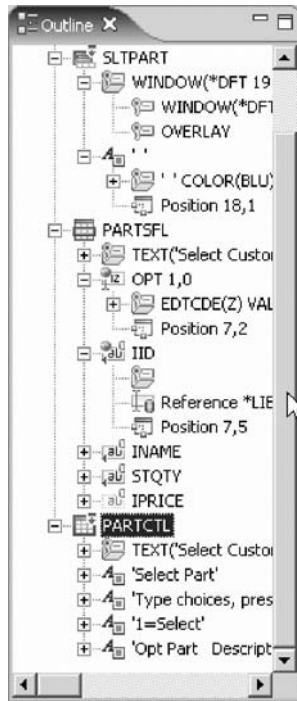 Outline
SLTPART
WINDOW(*DFT 19
WINDOW(*DFT
OVERLAY
' '
' ' COLOR(BLU)
Position 18,1
PARTSFL
TEXT('Select Custo
OPT 1,0
EDTCDE(Z) VAL
Position 7,2
IID
Reference *LIE
Position 7,5
INAME
STQTY
IPRICE
PARTCTL
TEXT('Select Custo
'Select Part'
'Type choices, pres
'1=Select'
'Opt Part Descript